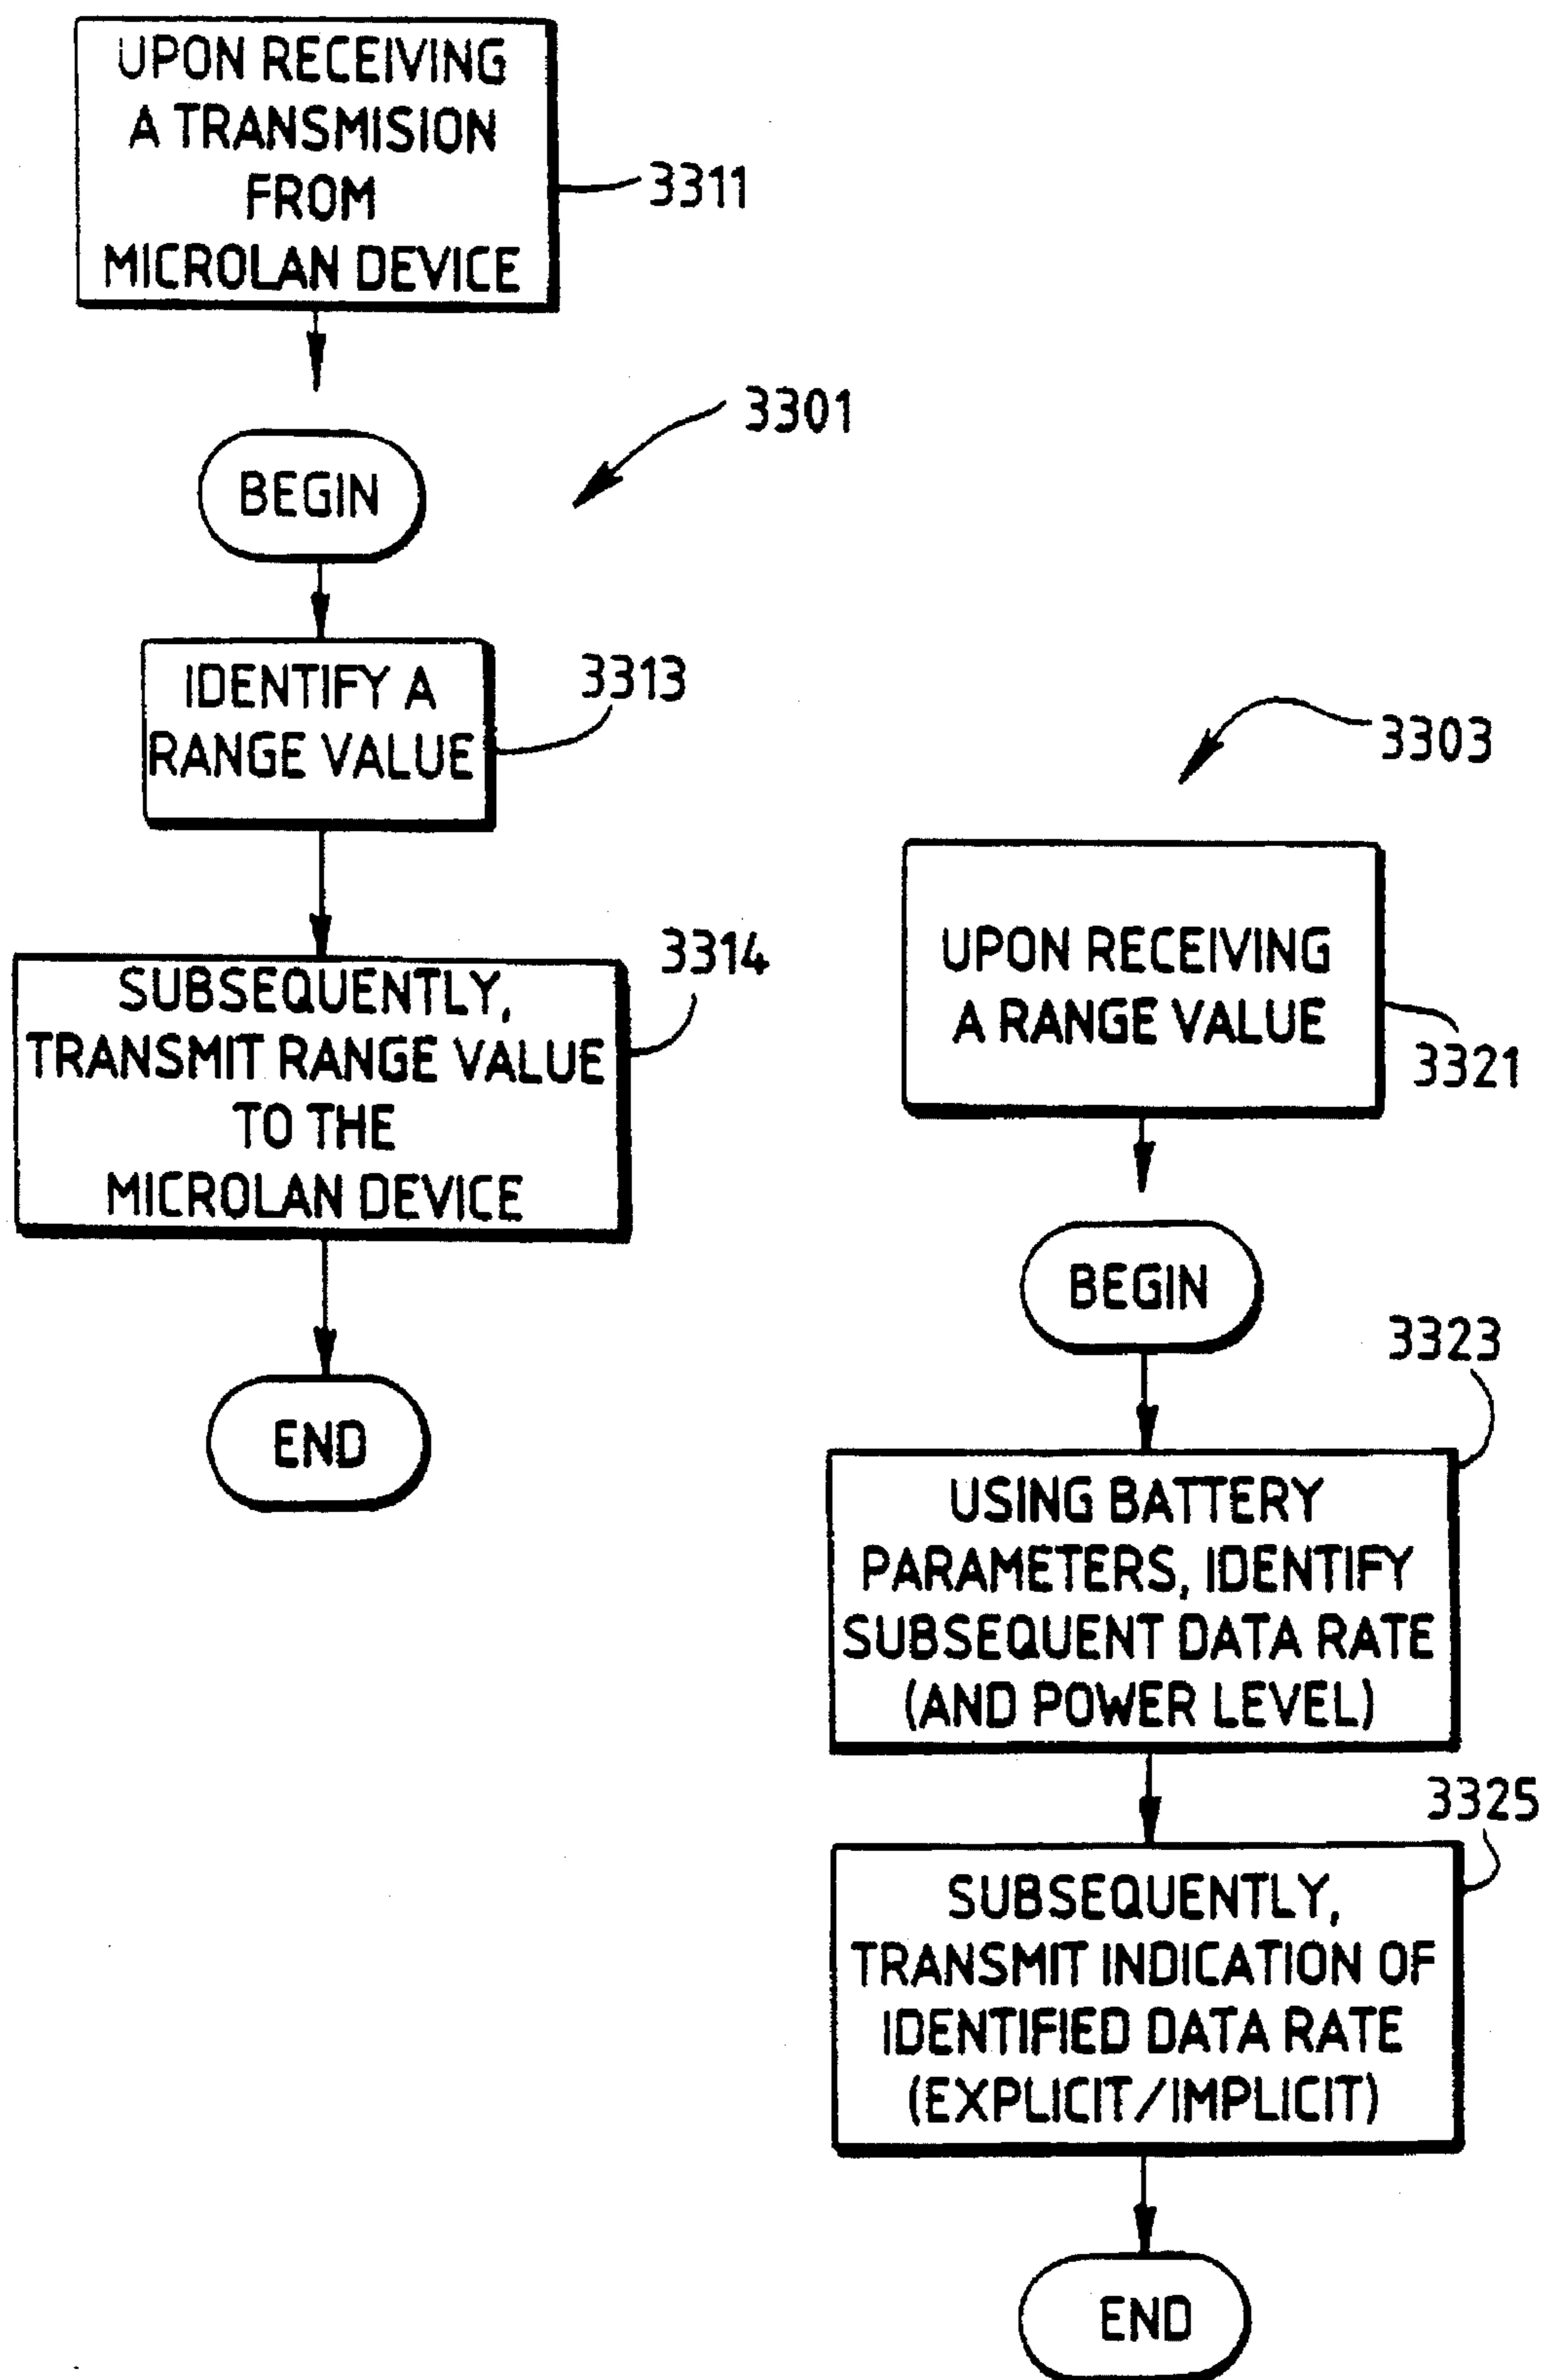 UPON RECEIVING
A TRANSMISION
FROM
MICROLAN DEVICE
3311
3301
BEGIN
IDENTIFY A
RANGE VALUE
3313
SUBSEQUENTLY,
TRANSMIT RANGE VALUE
TO THE
MICROLAN DEVICE
3314
END
3303
UPON RECEIVING
A RANGE VALUE
3321
BEGIN
3323
USING BATTERY
PARAMETERS, IDENTIFY
SUBSEQUENT DATA RATE
(AND POWER LEVEL)
3325
SUBSEQUENTLY,
TRANSMIT INDICATION OF
IDENTIFIED DATA RATE
(EXPLICIT/IMPLICIT)
END